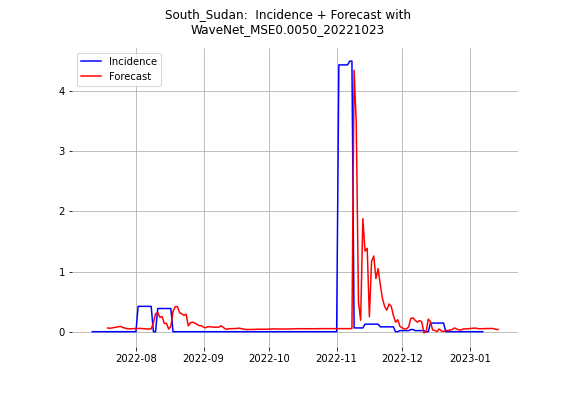 South_Sudan:  Incidence + Forecast with
WaveNet_MSE0.0050_20221023
Incidence
Forecast
4
3
2
1
0
2022-08
2022-09
2022-10
2022-11
2022-12
2023-01